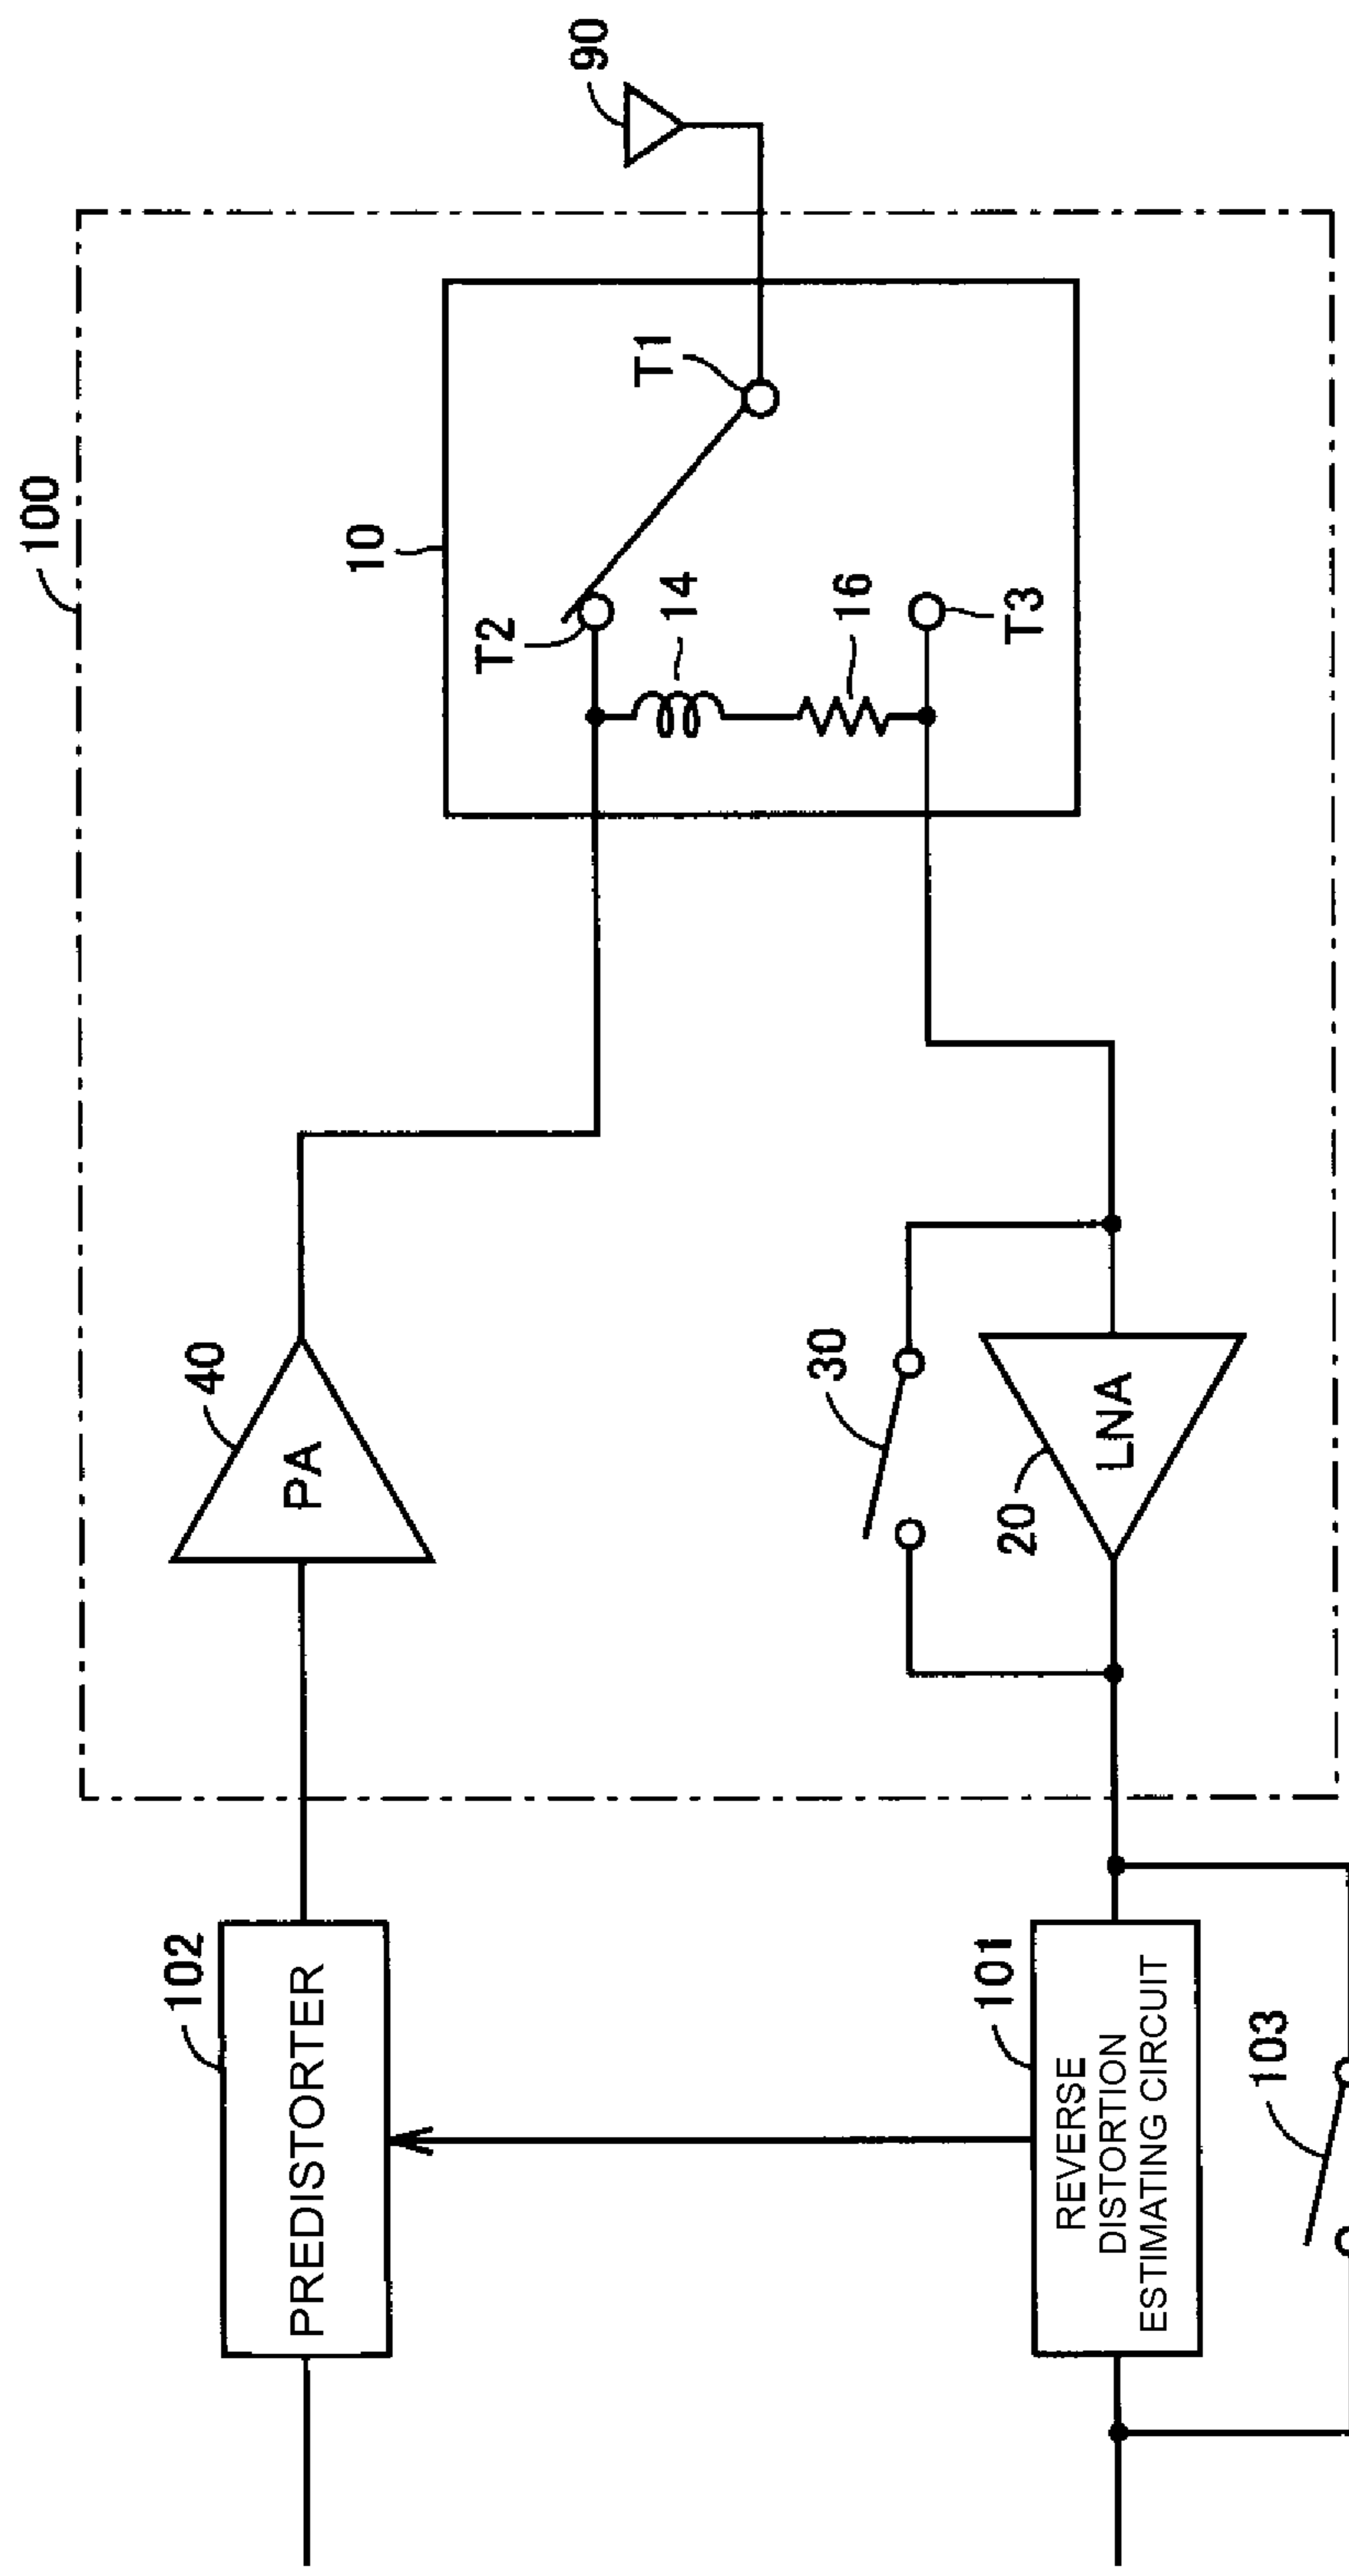 100
90
10
T1
T2
14
16
T3
40
PA
30
20
LNA
102
PREDISTORTER
101
REVERSE
DISTORTION
ESTIMATING CIRCUIT
103